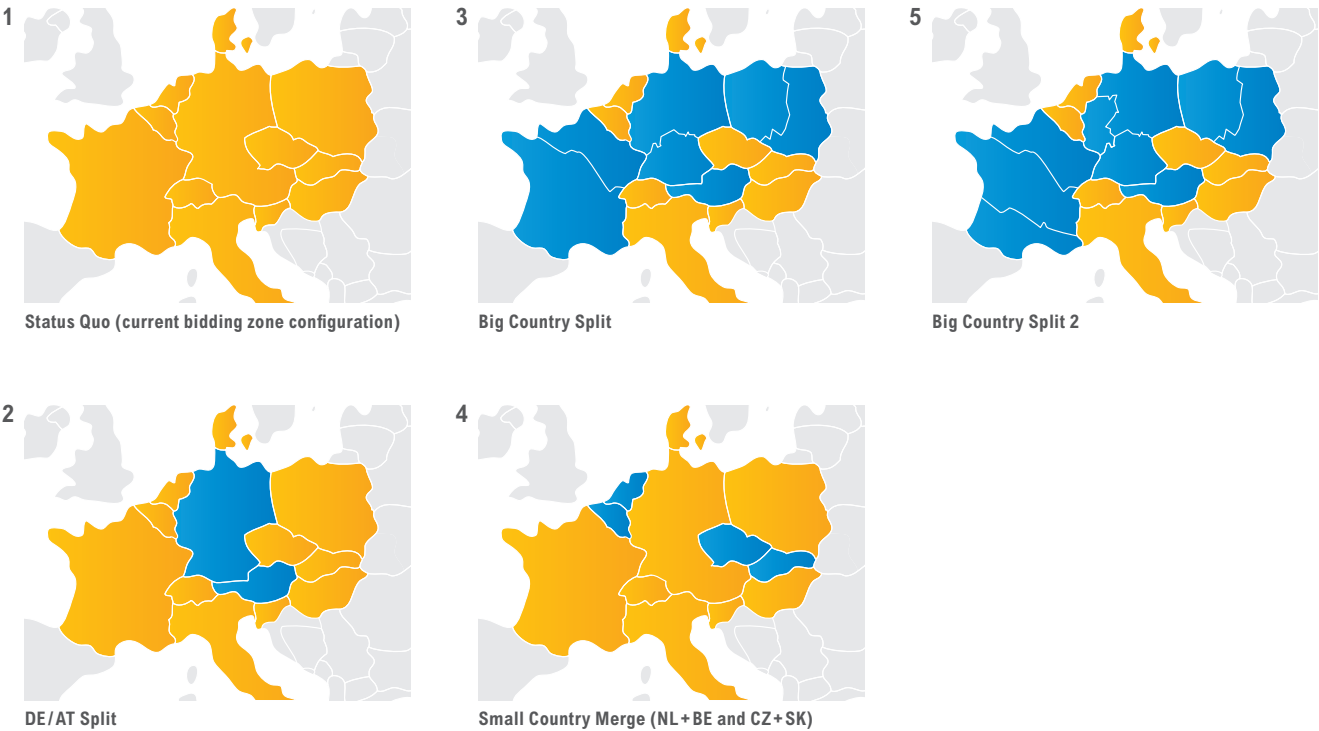 1
Status Quo (current bidding zone configuration)
3
Big Country Split
5
Big Country Split 2
2
DE/AT Split
4
Small Country Merge (NL+BE and CZ+SK)